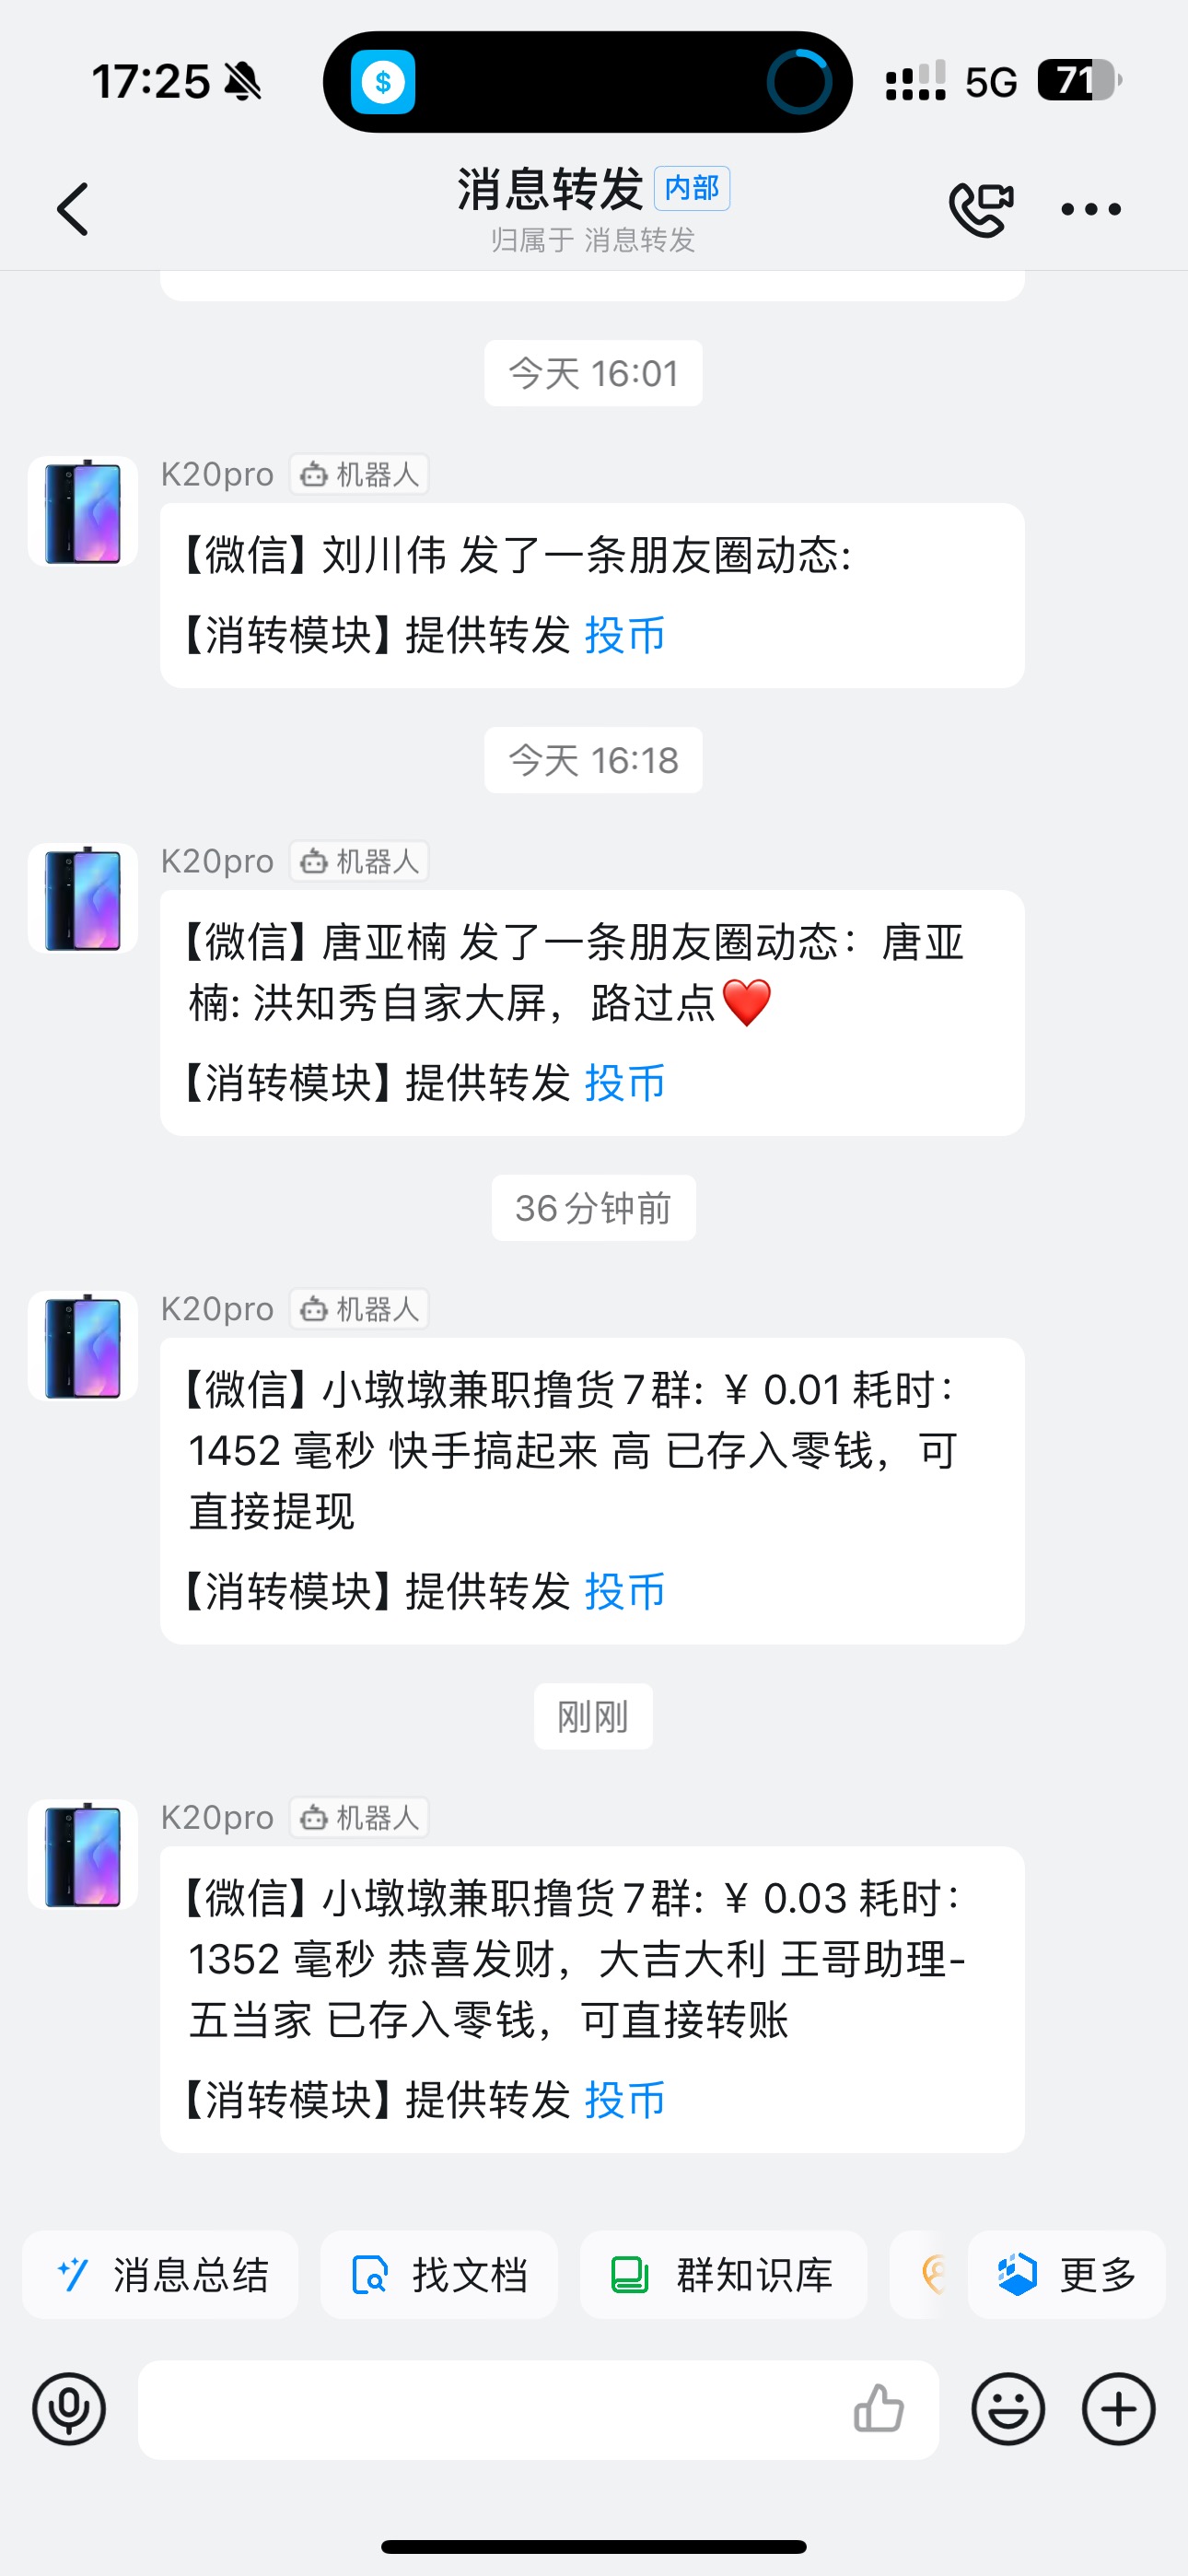 17:25
5G
71
消息转发 内部
归属于 消息转发
今天 16:01
K20pro 机器人
【微信】刘川伟 发了一条朋友圈动态:
【消转模块】提供转发 投币
今天 16:18
K20pro 机器人
【微信】唐亚楠 发了一条朋友圈动态：唐亚
楠: 洪知秀自家大屏，路过点❤️
【消转模块】提供转发 投币
36 分钟前
K20pro 机器人
【微信】小墩墩兼职撸货7群: ￥ 0.01 耗时：
1452 毫秒 快手搞起来 高 已存入零钱，可
直接提现
【消转模块】提供转发 投币
刚刚
K20pro 机器人
【微信】小墩墩兼职撸货7群: ￥ 0.03 耗时：
1352 毫秒 恭喜发财，大吉大利 王哥助理-
五当家 已存入零钱，可直接转账
【消转模块】提供转发 投币
消息总结
找文档
群知识库
更多